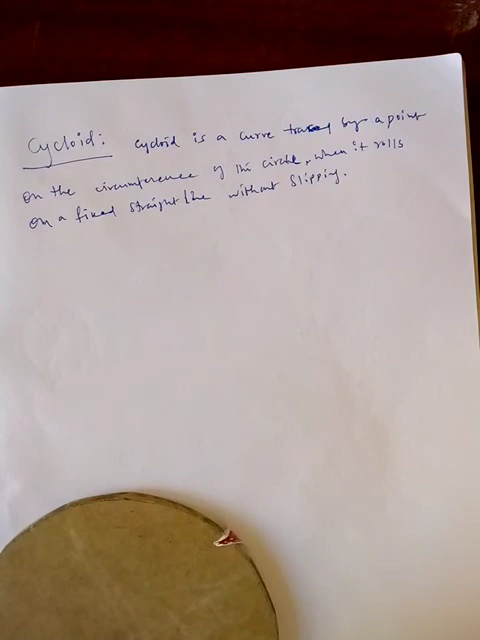 Cycloid: Cycloid is a curve traced by a point
on the circumference of the circle, when it rolls
on a fixed straight line without slipping.